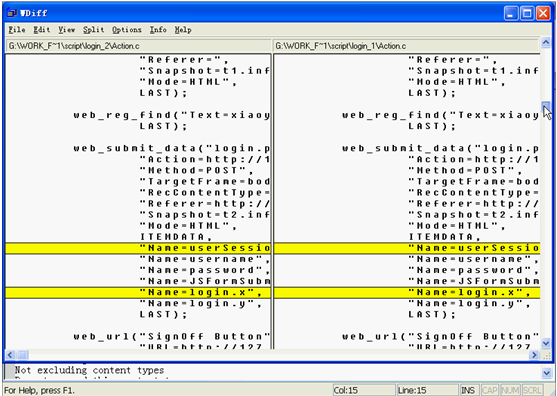 WDiff
File Edit View Split Options Info Help
G:\WORK_F~1\script\login_2\Action.c
"Referer=",
"Snapshot=t1.inf
"Mode=HTML",
LAST);
web_reg_find("Text=xiaoy
LAST);
web_submit_data("login.p
"Action=http://1
"Method=POST",
"TargetFrame=bod
"RecContentType=
"Referer=http://
"Snapshot=t2.inf
"Mode=HTML",
ITEMDATA,
"Name=userSessio
"Name=username",
"Name=password",
"Name=JSFormSubm
"Name=login.x",
"Name=login.y",
LAST);
web_url("SignOff Button"
"URL=http://127
G:\WORK_F~1\script\login_1\Action.c
"Referer=",
"Snapshot=t1.inf
"Mode=HTML",
LAST);
web_reg_find("Text=xiaoy
LAST);
web_submit_data("login.p
"Action=http://1
"Method=POST",
"TargetFrame=bod
"RecContentType=
"Referer=http://
"Snapshot=t2.inf
"Mode=HTML",
ITEMDATA,
"Name=userSessio
"Name=username",
"Name=password",
"Name=JSFormSubm
"Name=login.x",
"Name=login.y",
LAST);
web_url("SignOff Button"
"URL=http://127
Not excluding content types
For Help, press F1.
Col:15 Line:15 INS CAP NUM SCRL